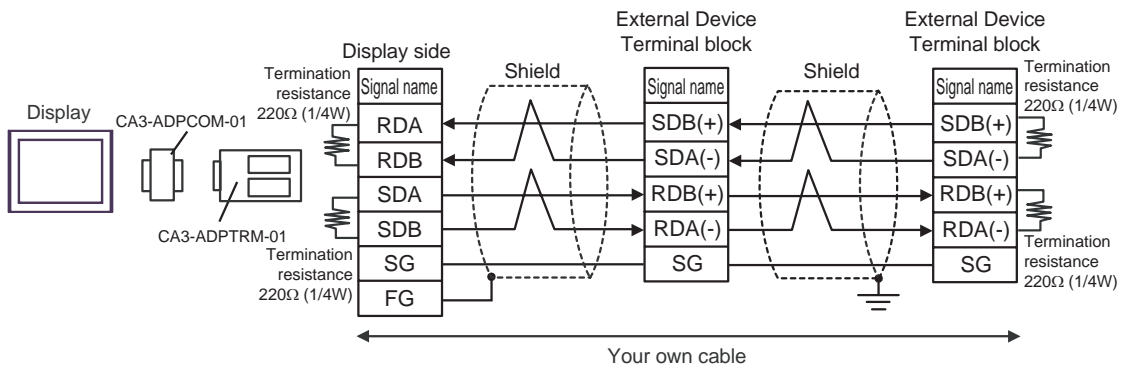 External Device
Terminal block
External Device
Terminal block
Display side
Termination
resistance
220Ω (1/4W)
Signal name
Shield
Signal name
Shield
Signal name
Termination
resistance
220Ω (1/4W)
Display
CA3-ADPCOM-01
RDA
SDB(+)
SDB(+)
RDB
SDA(-)
SDA(-)
SDA
RDB(+)
RDB(+)
CA3-ADPTRM-01
SDB
RDA(-)
RDA(-)
Termination
resistance
220Ω (1/4W)
SG
SG
SG
Termination
resistance
220Ω (1/4W)
FG
Your own cable